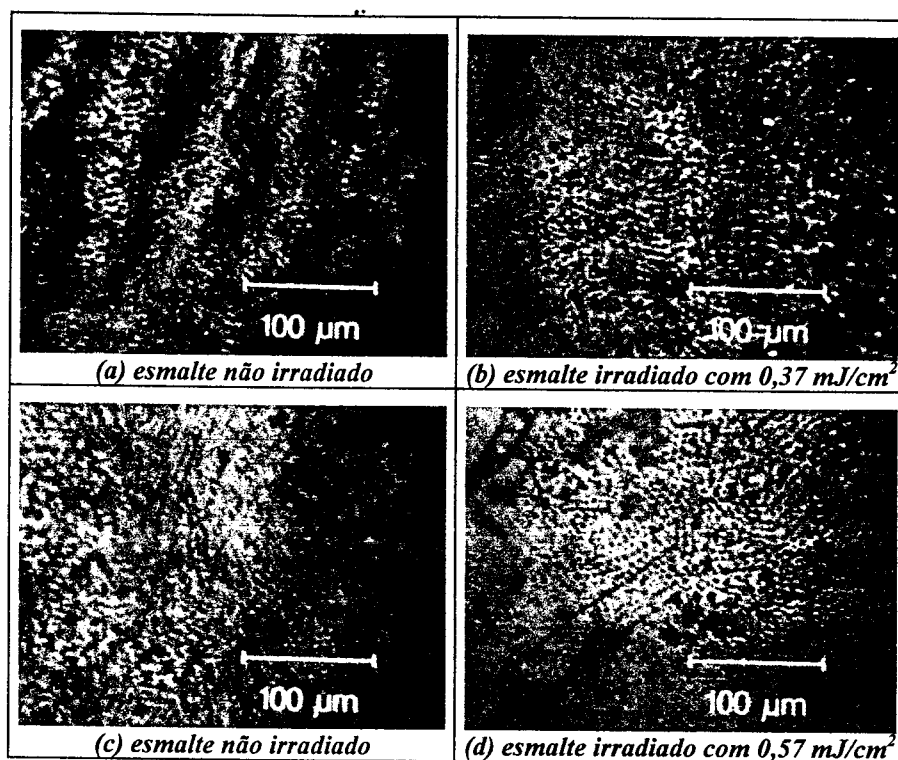 100 µm
100 µm
(a) esmalte não irradiado
(b) esmalte irradiado com 0,37 mJ/cm²
100 µm
100 µm
(c) esmalte não irradiado
(d) esmalte irradiado com 0,57 mJ/cm²